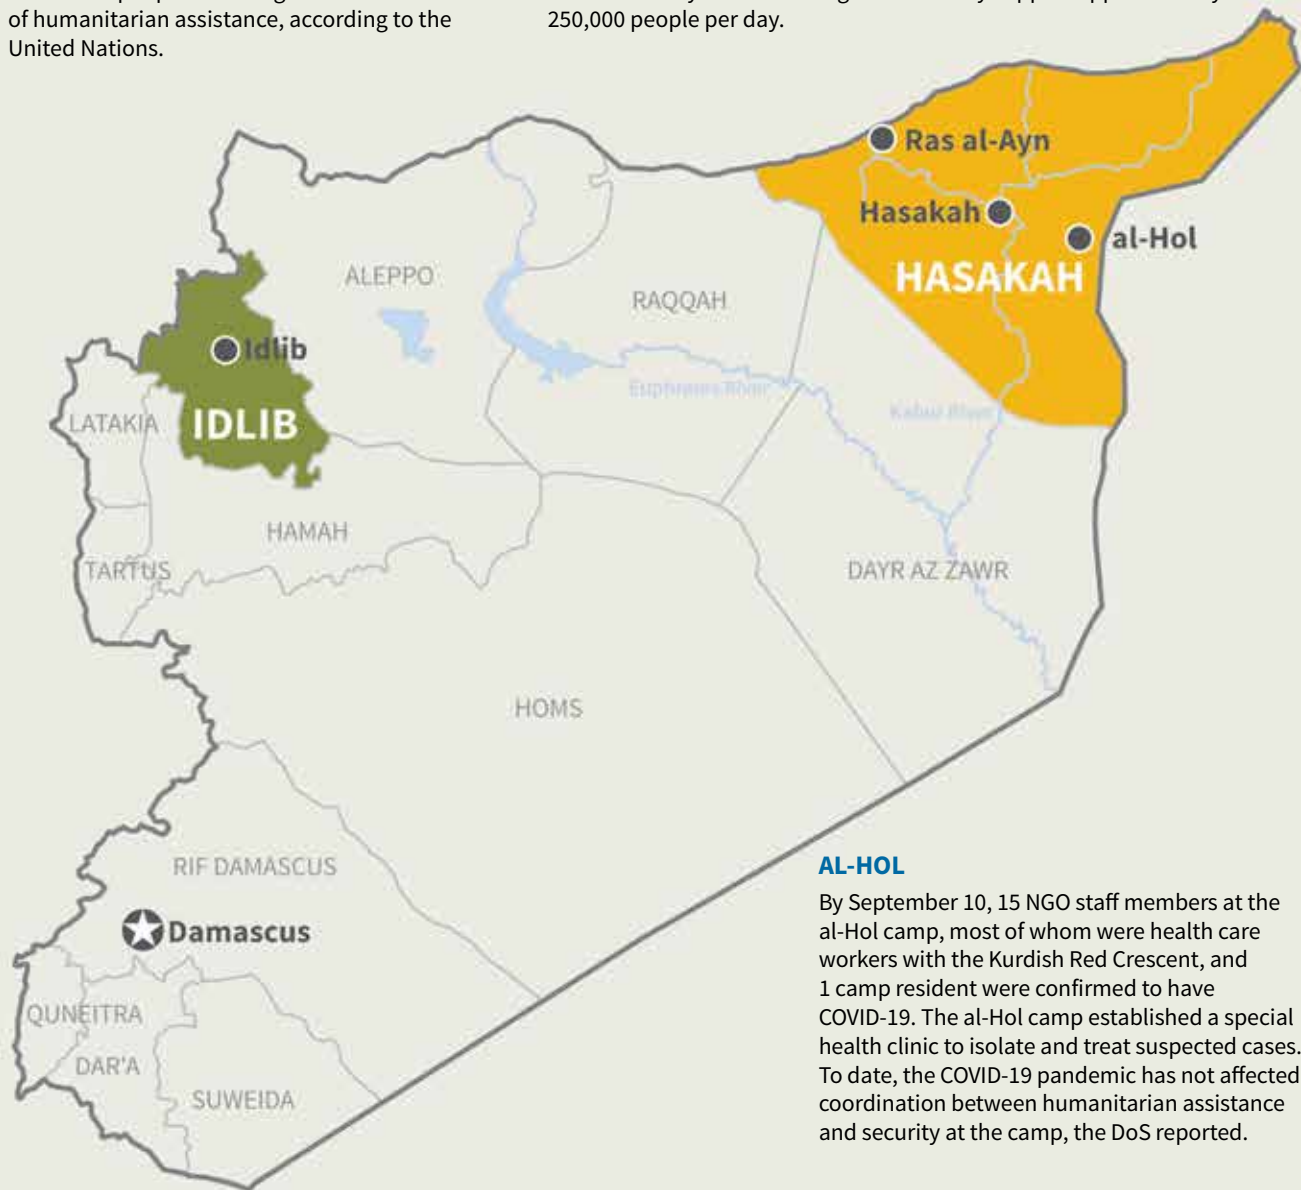 of humanitarian assistance, according to the
United Nations.
250,000 people per day.
Ras al-Ayn
Hasakah
al-Hol
HASAKAH
ALEPPO
RAQQAH
Idlib
IDLIB
Euphrates River
LATAKIA
HAMAH
TARTUS
DAYR AZ ZAWR
HOMS
RIF DAMASCUS
Damascus
QUNEITRA
DAR'A
SUWEIDA
AL-HOL
By September 10, 15 NGO staff members at the
al-Hol camp, most of whom were health care
workers with the Kurdish Red Crescent, and
1 camp resident were confirmed to have
COVID-19. The al-Hol camp established a special
health clinic to isolate and treat suspected cases.
To date, the COVID-19 pandemic has not affected
coordination between humanitarian assistance
and security at the camp, the DoS reported.